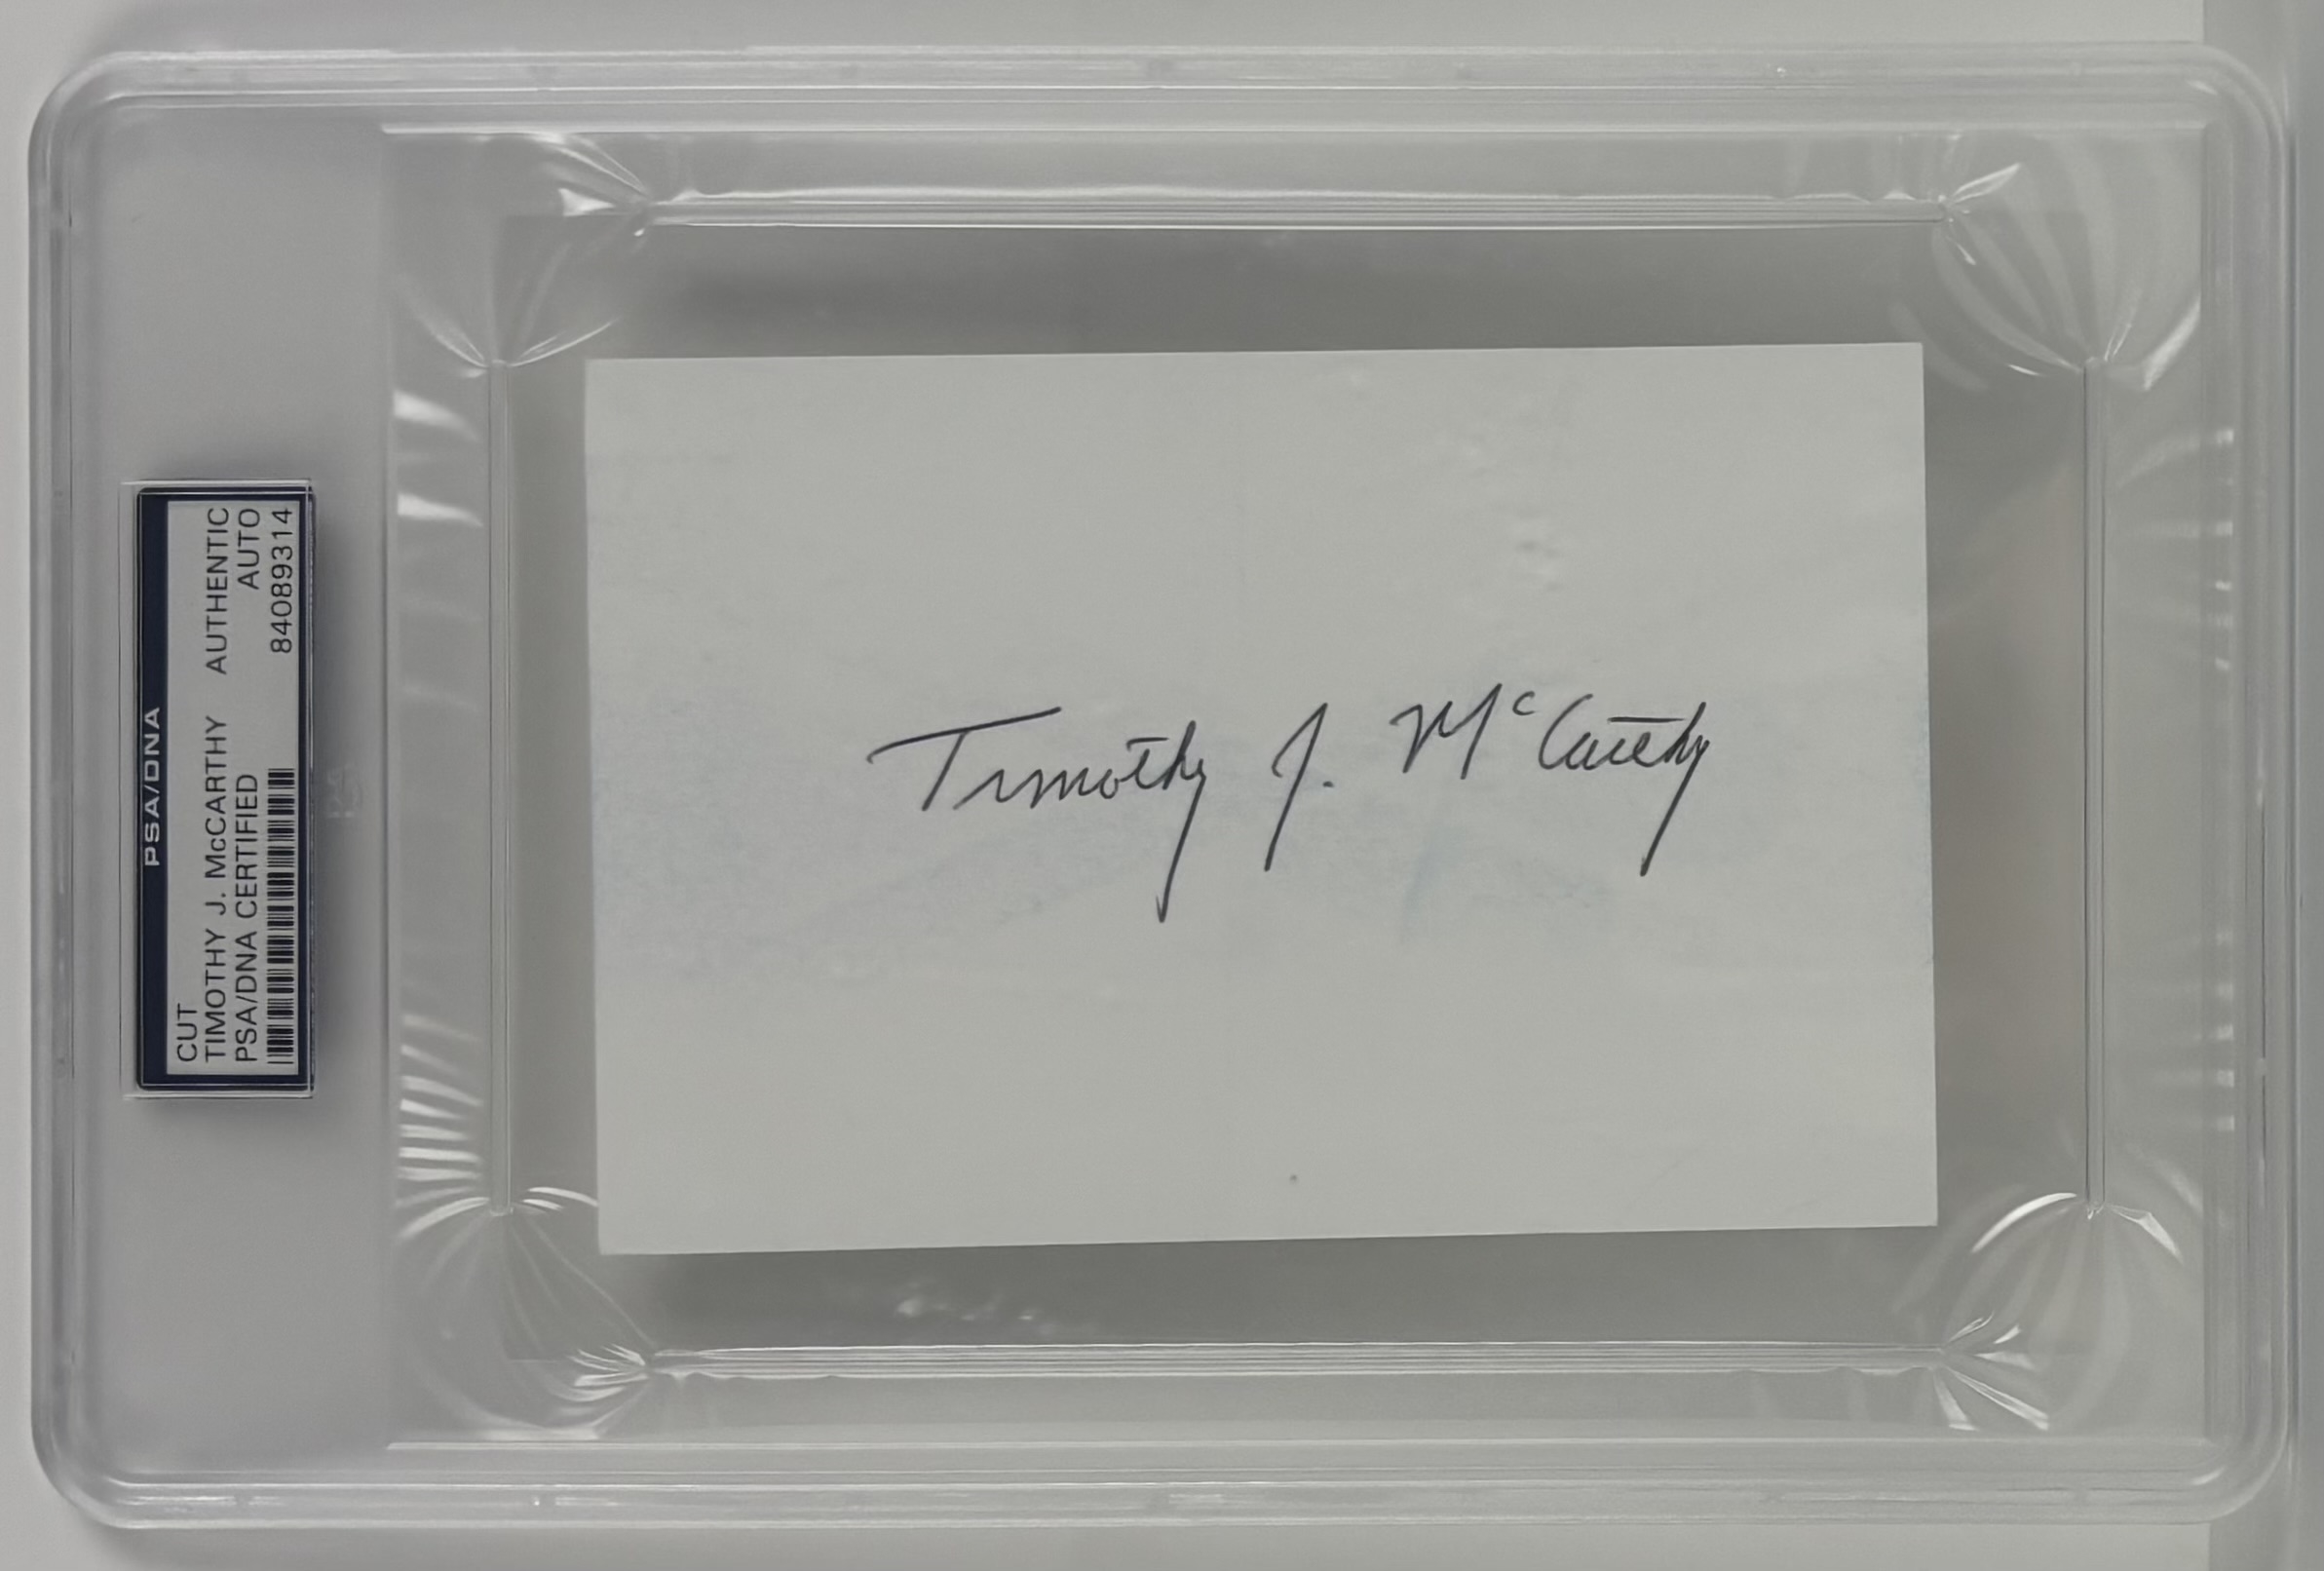 PSA/DNA
CUT
TIMOTHY J. McCARTHY AUTHENTIC
PSA/DNA CERTIFIED AUTO
84089314
Timothy J. McCarthy